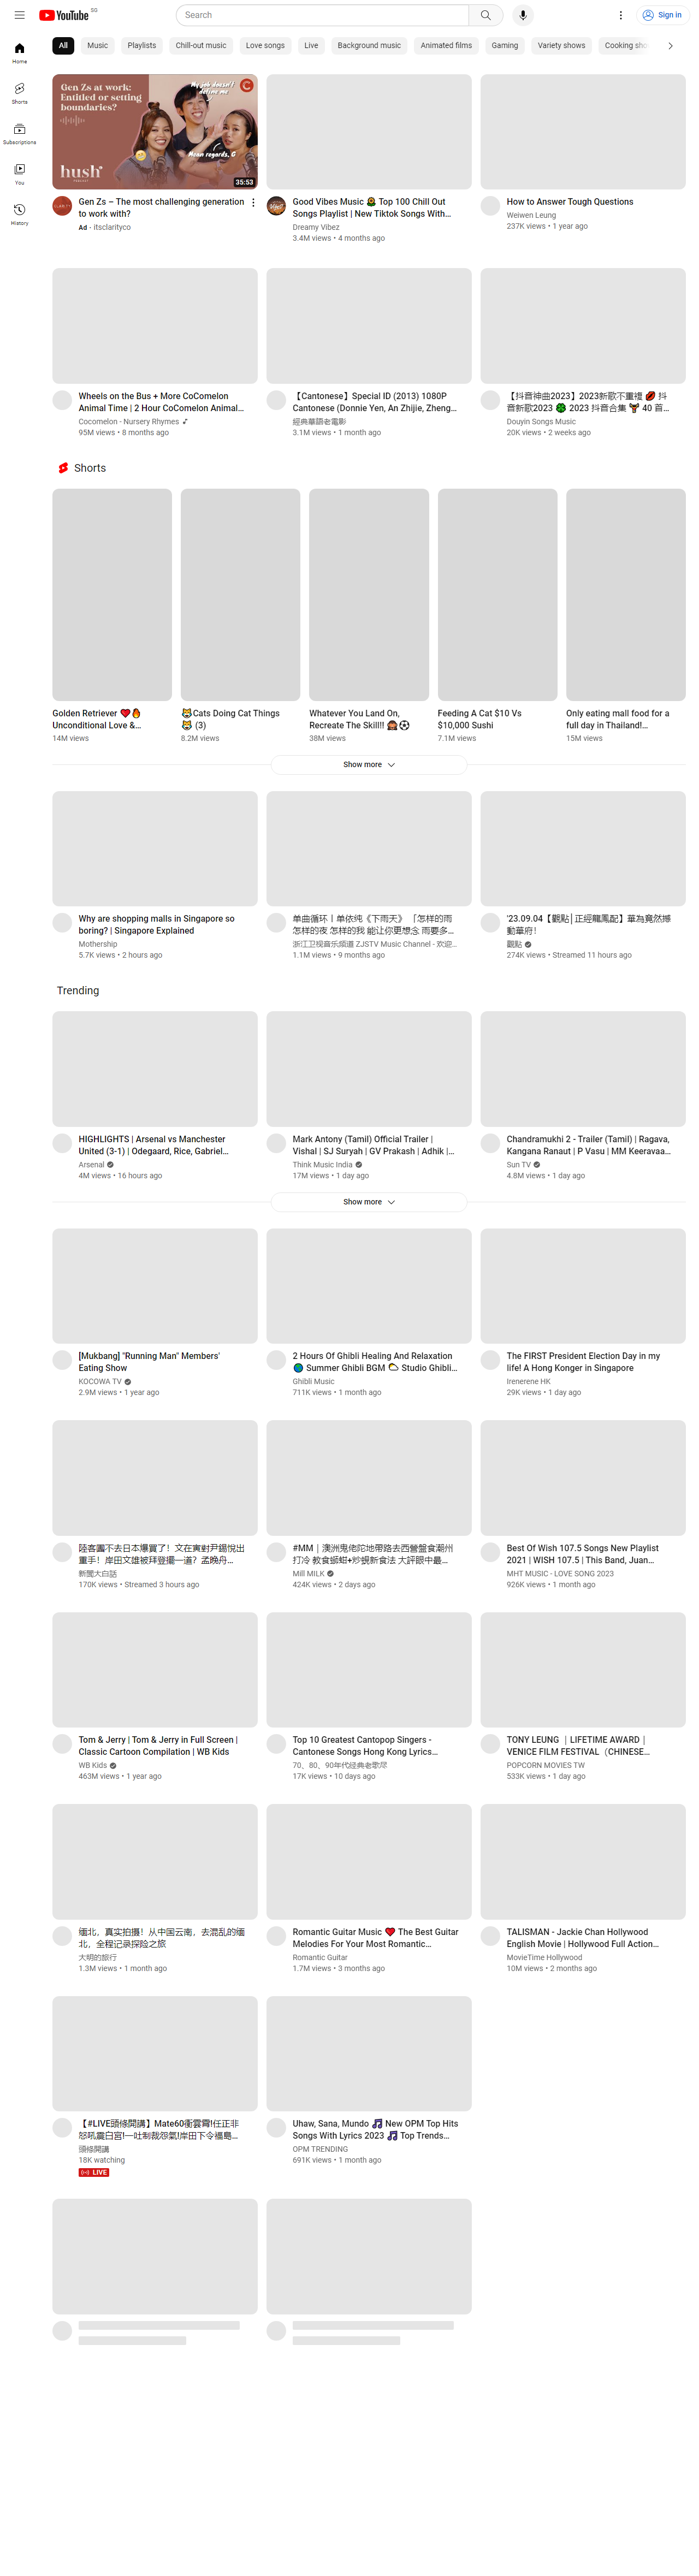 YouTube SG
Search
Sign in
Home
Shorts
Subscriptions
You
History
All
Music
Playlists
Chill-out music
Love songs
Live
Background music
Animated films
Gaming
Variety shows
Cooking sho
Gen Zs at work:
Entitled or setting
boundaries?
My job doesn't
define me
Mean regards, G
hush
PODCAST
35:53
Gen Zs – The most challenging generation
to work with?
Ad · itsclarityco
Good Vibes Music 🌻 Top 100 Chill Out
Songs Playlist | New Tiktok Songs With...
Dreamy Vibez
3.4M views • 4 months ago
How to Answer Tough Questions
Weiwen Leung
237K views • 1 year ago
Wheels on the Bus + More CoComelon
Animal Time | 2 Hour CoComelon Animal...
Cocomelon - Nursery Rhymes
95M views • 8 months ago
【Cantonese】Special ID (2013) 1080P
Cantonese (Donnie Yen, An Zhijie, Zheng...
經典華語老電影
3.1M views • 1 month ago
【抖音神曲2023】2023新歌不重複 💋 抖
音新歌2023 🍀 2023 抖音合集 40 首...
Douyin Songs Music
20K views • 2 weeks ago
Shorts
Golden Retriever ❤️🔥
Unconditional Love &...
14M views
😹Cats Doing Cat Things
😹 (3)
8.2M views
Whatever You Land On,
Recreate The Skill!! 🙈⚽
38M views
Feeding A Cat $10 Vs
$10,000 Sushi
7.1M views
Only eating mall food for a
full day in Thailand!...
15M views
Show more
Why are shopping malls in Singapore so
boring? | Singapore Explained
Mothership
5.7K views • 2 hours ago
单曲循环丨单依纯《下雨天》 「怎样的雨
怎样的夜 怎样的我 能让你更想念 雨要多...
浙江卫视音乐频道 ZJSTV Music Channel - 欢迎...
1.1M views • 9 months ago
'23.09.04【觀點│正經龍鳳配】華為竟然撼
動華府！
觀點
274K views • Streamed 11 hours ago
Trending
HIGHLIGHTS | Arsenal vs Manchester
United (3-1) | Odegaard, Rice, Gabriel...
Arsenal
4M views • 16 hours ago
Mark Antony (Tamil) Official Trailer |
Vishal | SJ Suryah | GV Prakash | Adhik |...
Think Music India
17M views • 1 day ago
Chandramukhi 2 - Trailer (Tamil) | Ragava,
Kangana Ranaut | P Vasu | MM Keeravaa...
Sun TV
4.8M views • 1 day ago
Show more
[Mukbang] "Running Man" Members'
Eating Show
KOCOWA TV
2.9M views • 1 year ago
2 Hours Of Ghibli Healing And Relaxation
🌎 Summer Ghibli BGM 🌤 Studio Ghibli...
Ghibli Music
711K views • 1 month ago
The FIRST President Election Day in my
life! A Hong Konger in Singapore
Irenerene HK
29K views • 1 day ago
陸客團不去日本爆買了！文在寅對尹錫悅出
重手！岸田文雄被拜登擺一道？孟晚舟...
新聞大白話
170K views • Streamed 3 hours ago
#MM｜澳洲鬼佬陀地帶路去西營盤食潮州
打冷 教食螄蚶+炒蜆新食法 大評眼中最...
Mill MILK
424K views • 2 days ago
Best Of Wish 107.5 Songs New Playlist
2021 | WISH 107.5 | This Band, Juan...
MHT MUSIC - LOVE SONG 2023
926K views • 1 month ago
Tom & Jerry | Tom & Jerry in Full Screen |
Classic Cartoon Compilation | WB Kids
WB Kids
463M views • 1 year ago
Top 10 Greatest Cantopop Singers -
Cantonese Songs Hong Kong Lyrics...
70、80、90年代经典老歌尽
17K views • 10 days ago
TONY LEUNG ｜LIFETIME AWARD｜
VENICE FILM FESTIVAL（CHINESE...
POPCORN MOVIES TW
533K views • 1 day ago
缅北，真实拍摄！从中国云南，去混乱的缅
北，全程记录探险之旅
大明的旅行
1.3M views • 1 month ago
Romantic Guitar Music ❤️ The Best Guitar
Melodies For Your Most Romantic...
Romantic Guitar
1.7M views • 3 months ago
TALISMAN - Jackie Chan Hollywood
English Movie | Hollywood Full Action...
MovieTime Hollywood
10M views • 2 months ago
【#LIVE頭條開講】Mate60衝雲霄!任正非
怒吼震白宮!一吐制裁怨氣!岸田下令福島...
頭條開講
18K watching
LIVE
Uhaw, Sana, Mundo 🎵 New OPM Top Hits
Songs With Lyrics 2023 🎵 Top Trends...
OPM TRENDING
691K views • 1 month ago